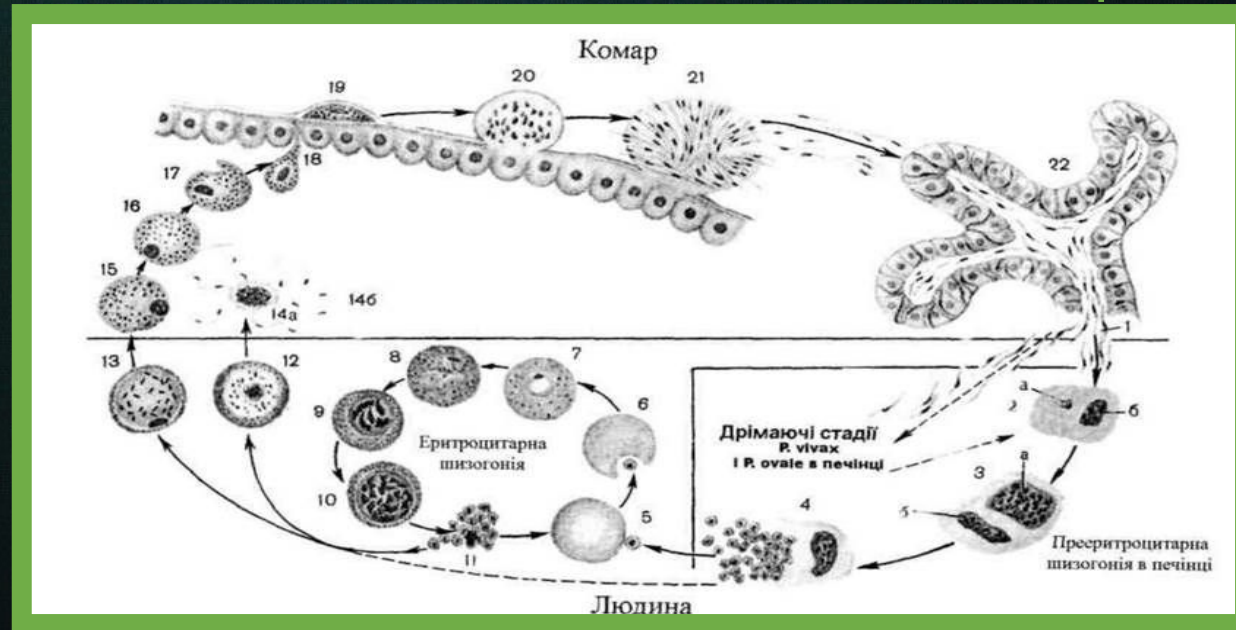 Комар
19
20
21
22
18
17
16
15
14а
14б
1
13
12
8
7
9
6
10
Еритроцитарна
шизогонія
11
5
Дрімаючі стадії
P. vivax
і P. ovale в печінці
а
2
б
3
а
б
4
Прееритроцитарна
шизогонія в печінці
Людина